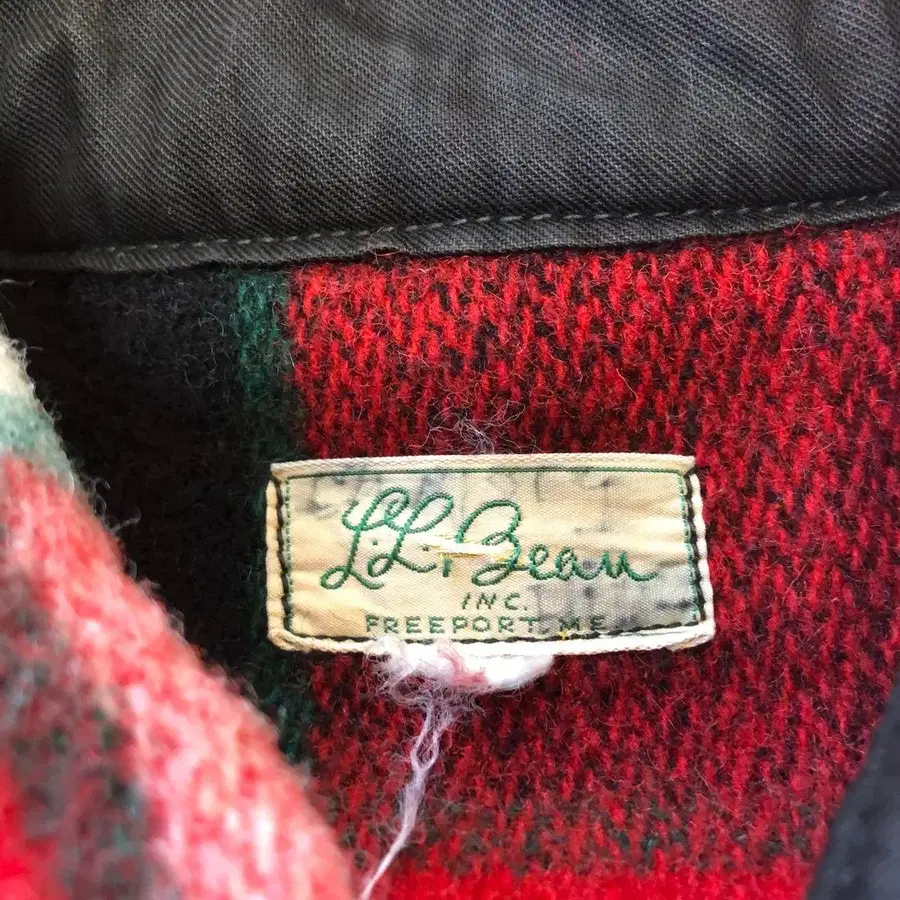 L.L. Bean
INC.
FREEPORT, ME